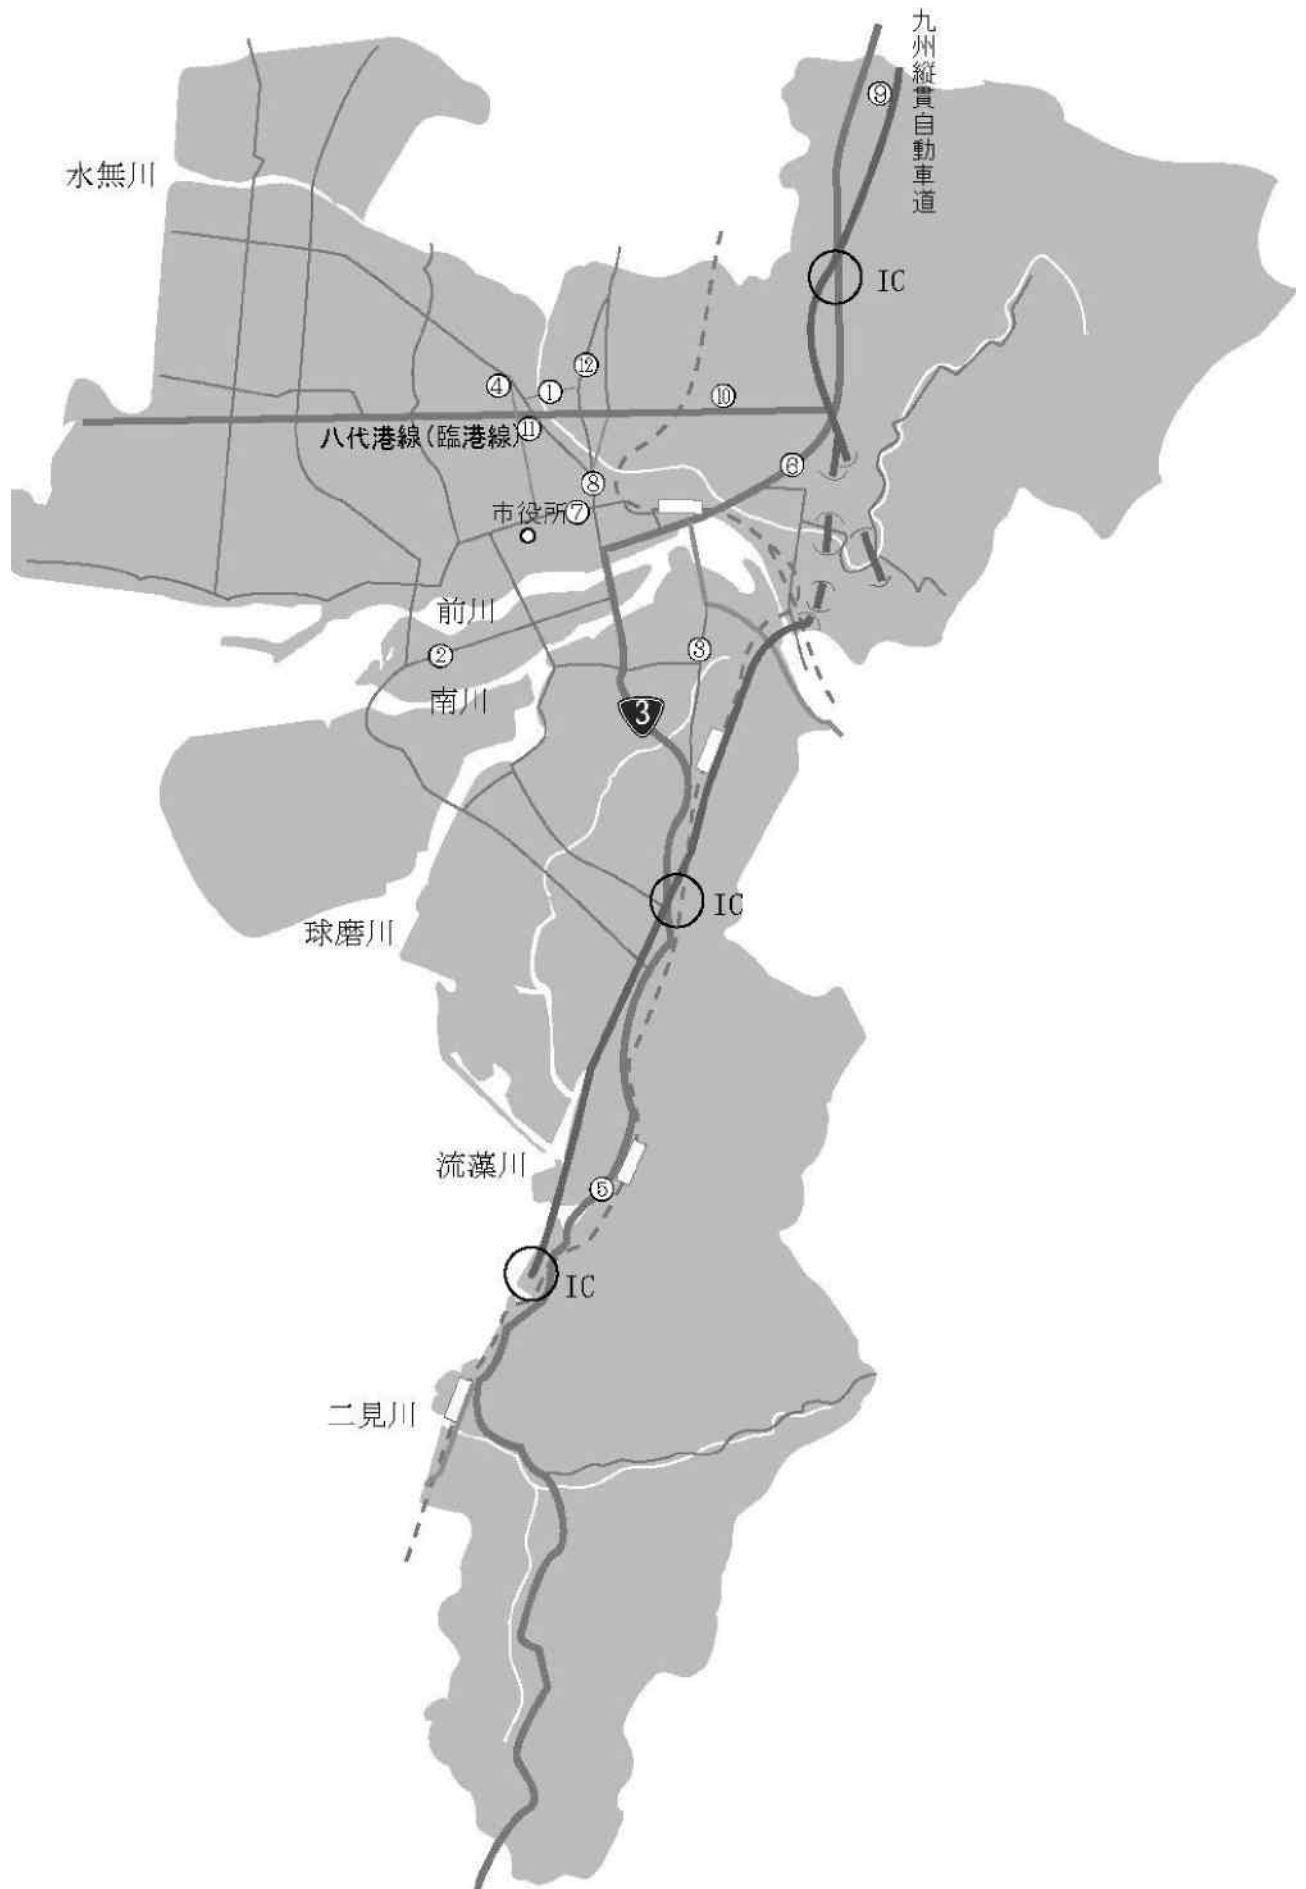 九州縦貫自動車道
⑨
水無川
IC
⑫
④
①
⑩
八代港線(臨港線)
⑪
⑥
⑧
市役所
⑦
前川
②
③
南川
3
球磨川
IC
流藻川
⑤
IC
二見川